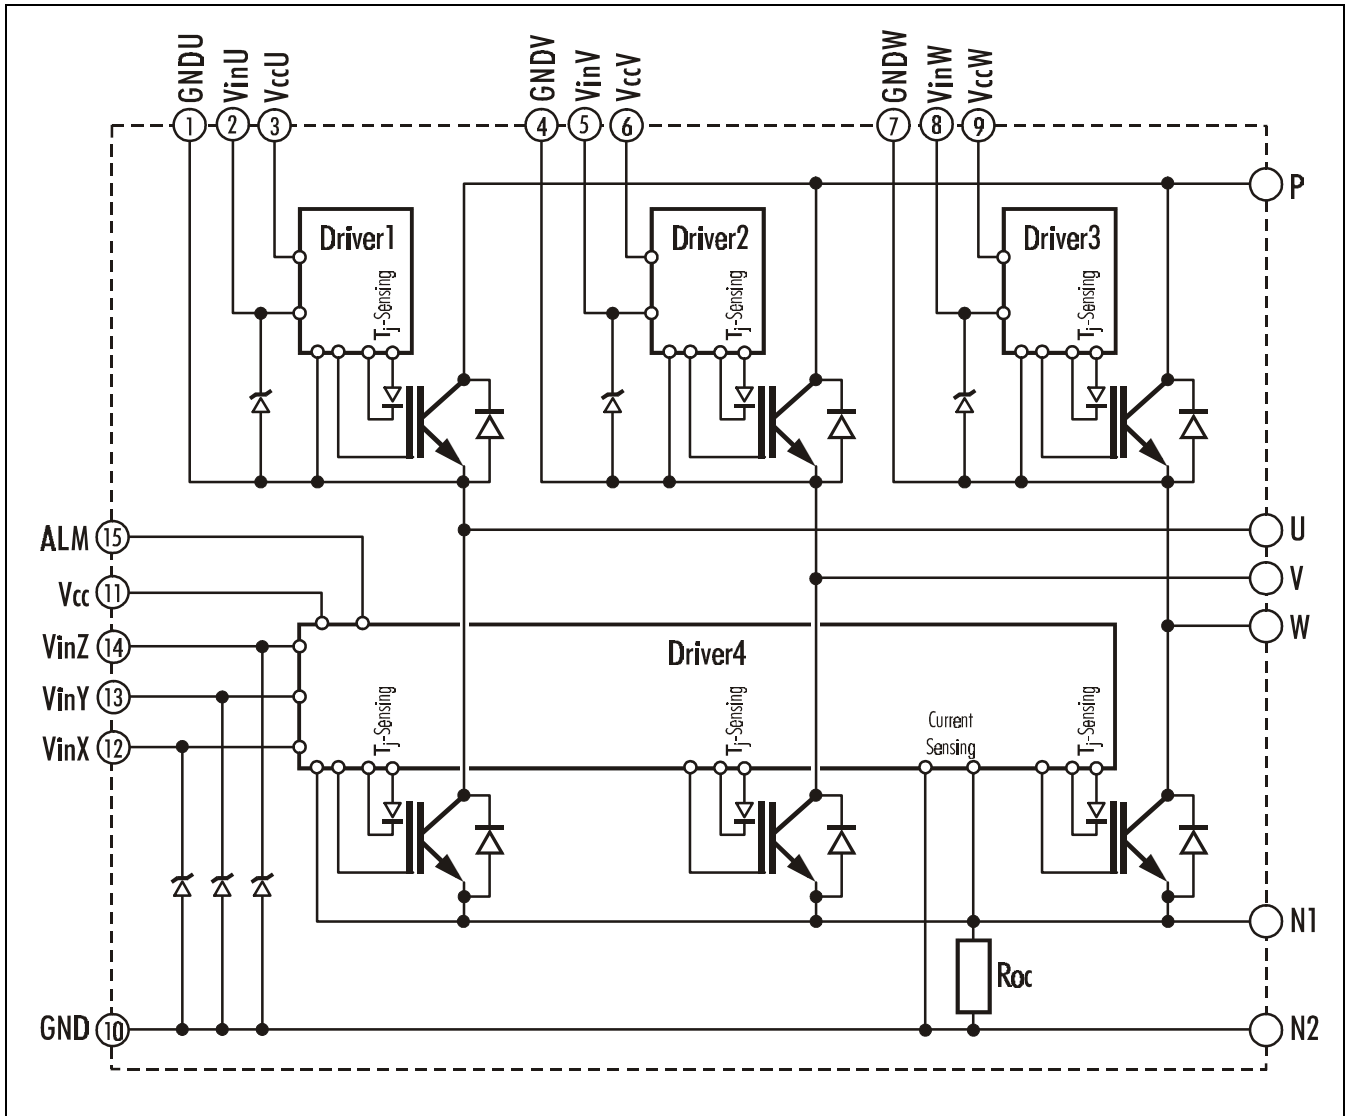 GNDU
VinU
VccU
GNDV
VinV
VccV
GNDW
VinW
VccW
1
2
3
4
5
6
7
8
9
P
Driver1
Driver2
Driver3
Tj-Sensing
Tj-Sensing
Tj-Sensing
ALM 15
U
Vcc 11
V
VinZ 14
W
Driver4
VinY 13
VinX 12
Tj-Sensing
Tj-Sensing
Current
Sensing
Tj-Sensing
N1
Roc
GND 10
N2